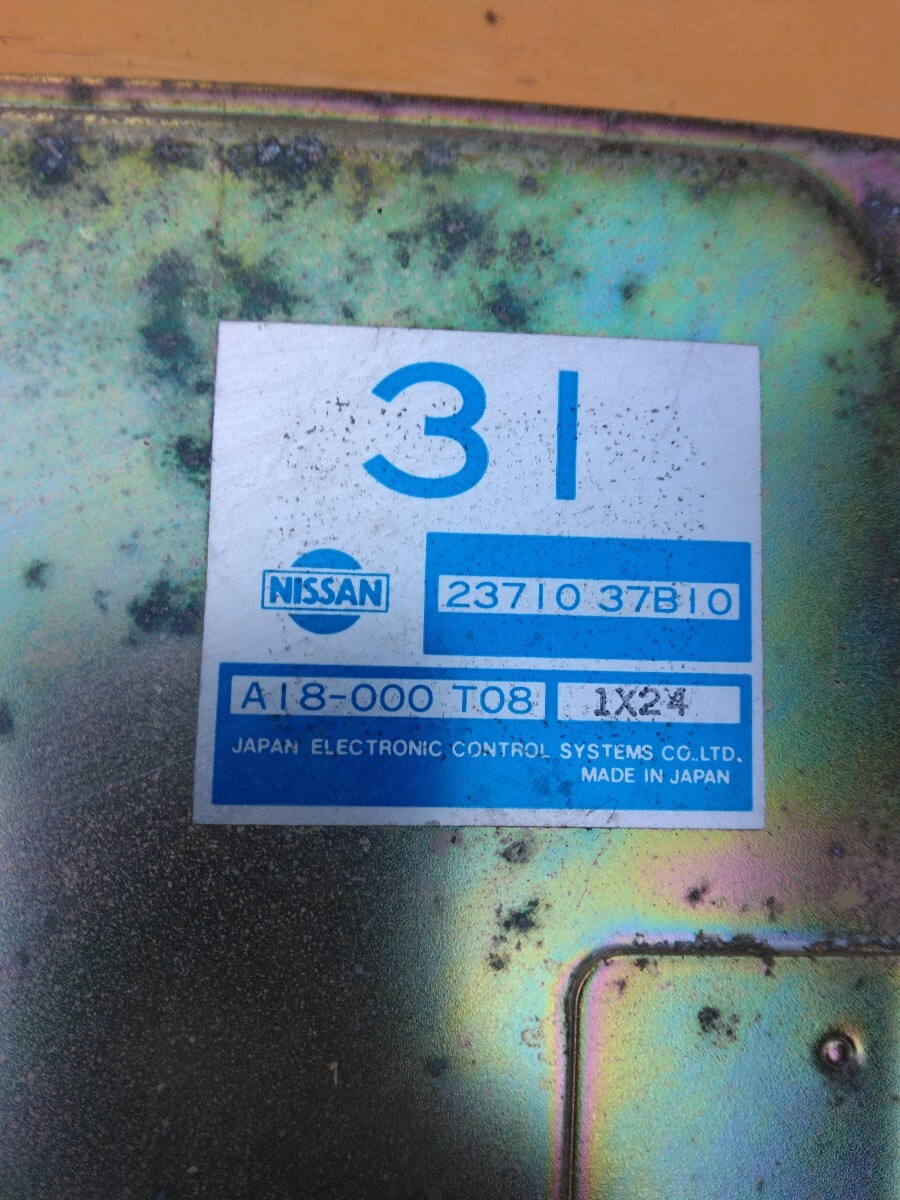 31
NISSAN
23710 37B10
A18-000 T08
1X24
JAPAN ELECTRONIC CONTROL SYSTEMS CO.,LTD.
MADE IN JAPAN